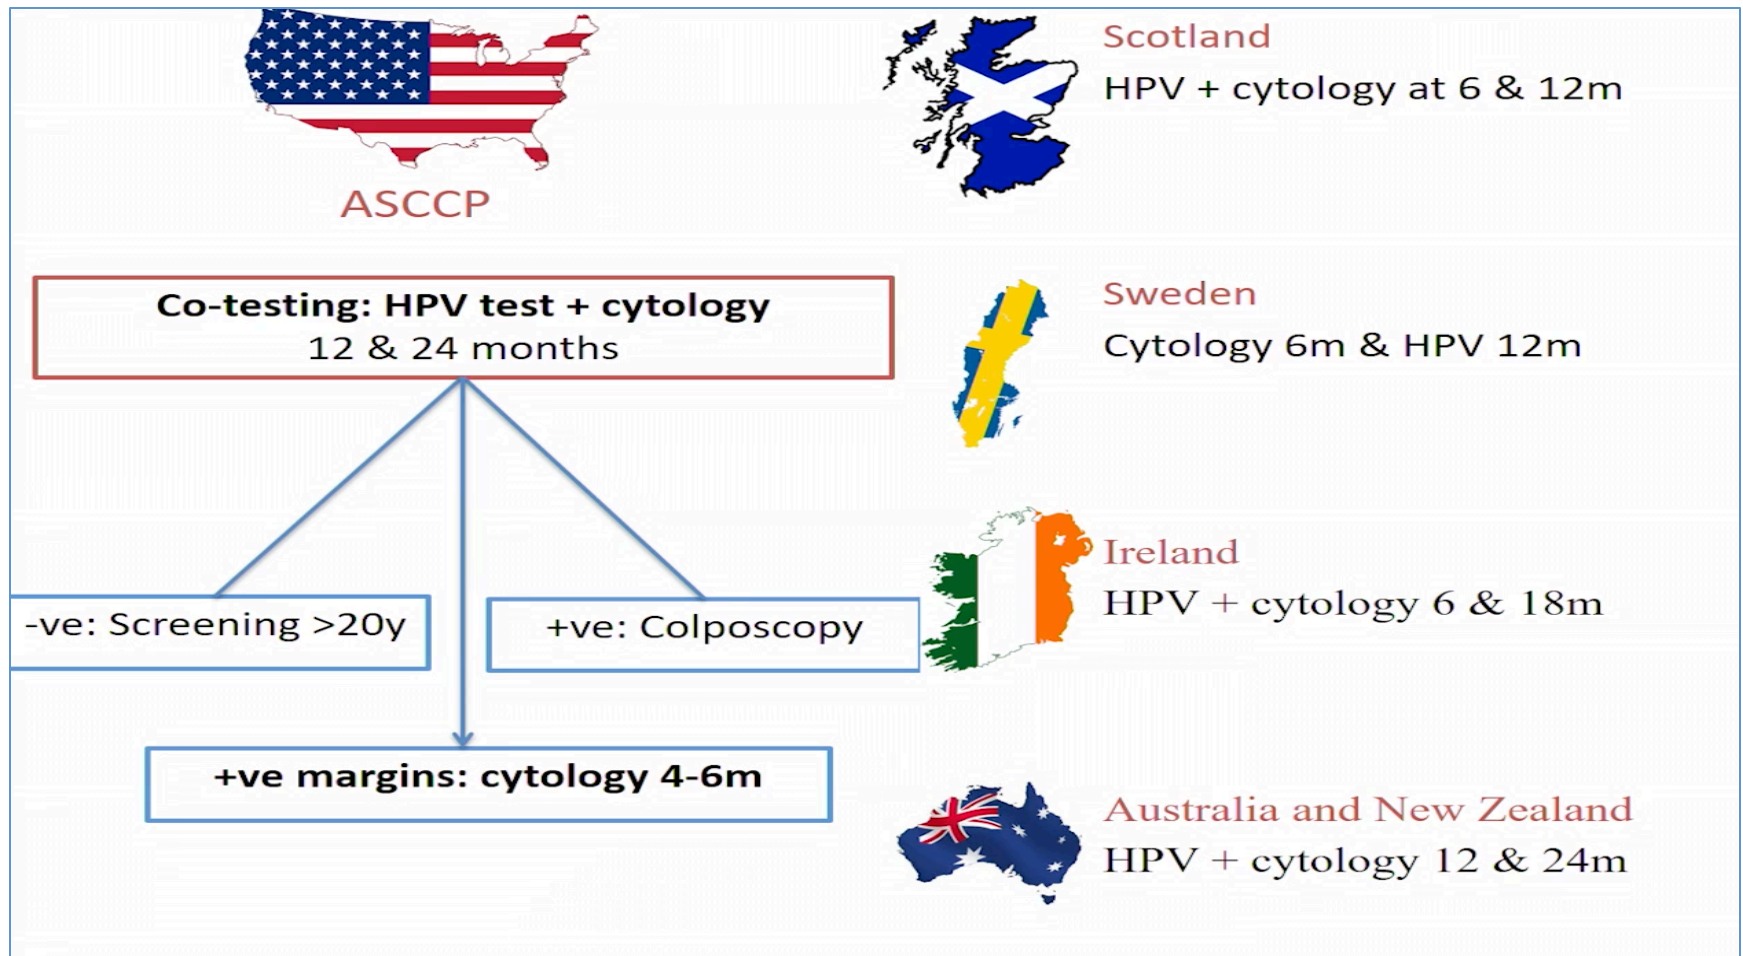 ASCCP
Co-testing: HPV test + cytology
12 & 24 months
-ve: Screening >20y
+ve: Colposcopy
+ve margins: cytology 4-6m
Scotland
HPV + cytology at 6 & 12m
Sweden
Cytology 6m & HPV 12m
Ireland
HPV + cytology 6 & 18m
Australia and New Zealand
HPV + cytology 12 & 24m